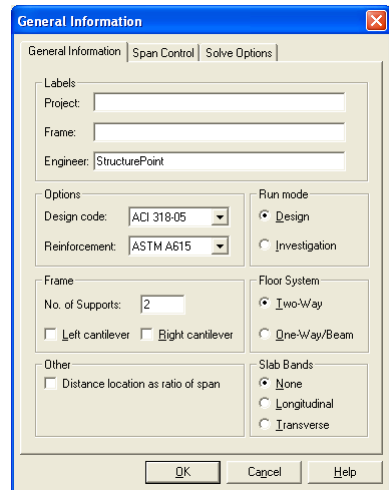 General Information
General Information Span Control Solve Options
Labels
Project:
Frame:
Engineer: StructurePoint
Options
Design code: ACI 318-05
Reinforcement: ASTM A615
Run mode
Design
Investigation
Frame
No. of Supports: 2
Left cantilever Right cantilever
Floor System
Two-Way
One-Way/Beam
Other
Distance location as ratio of span
Slab Bands
None
Longitudinal
Transverse
OK Cancel Help